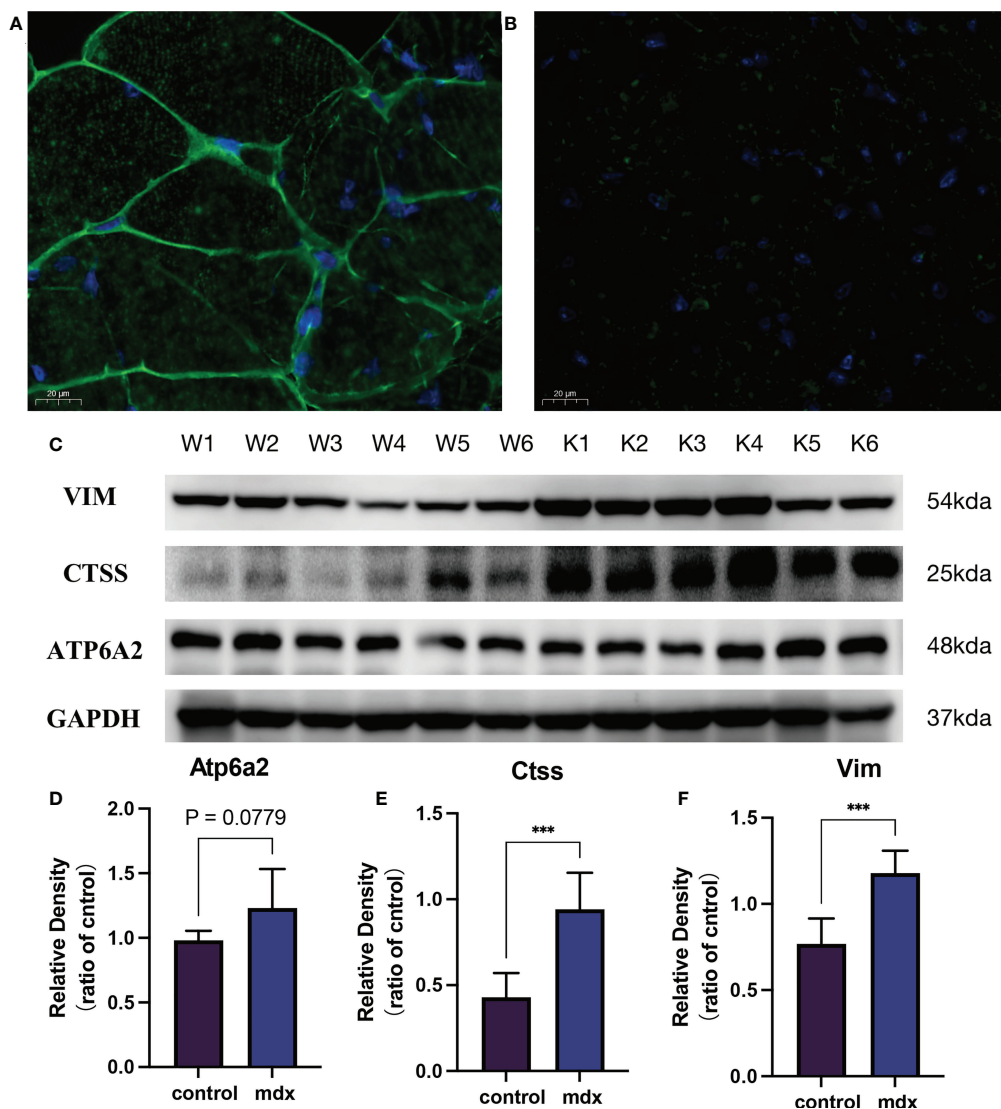 A
B
20 µm
20 µm
C
W1 W2 W3 W4 W5 W6 K1 K2 K3 K4 K5 K6
VIM 54kda
CTSS 25kda
ATP6A2 48kda
GAPDH 37kda
Atp6a2
D
P = 0.0779
Relative Density
(ratio of cntrol)
2.0
1.5
1.0
0.5
0.0
control mdx
Ctss
E
***
Relative Density
(ratio of cntrol)
1.5
1.0
0.5
0.0
control mdx
Vim
F
***
Relative Density
(ratio of cntrol)
1.5
1.0
0.5
0.0
control mdx